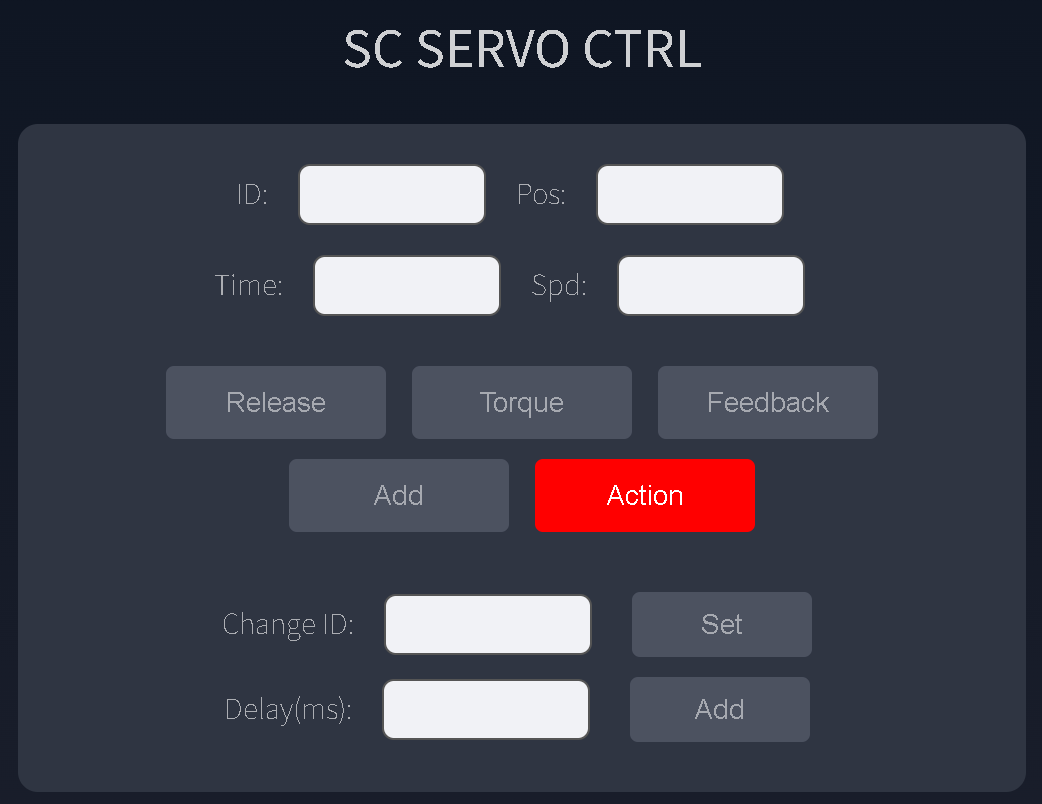 SC SERVO CTRL
ID: Pos:
Time: Spd:
Release Torque Feedback
Add Action
Change ID: Set
Delay(ms): Add